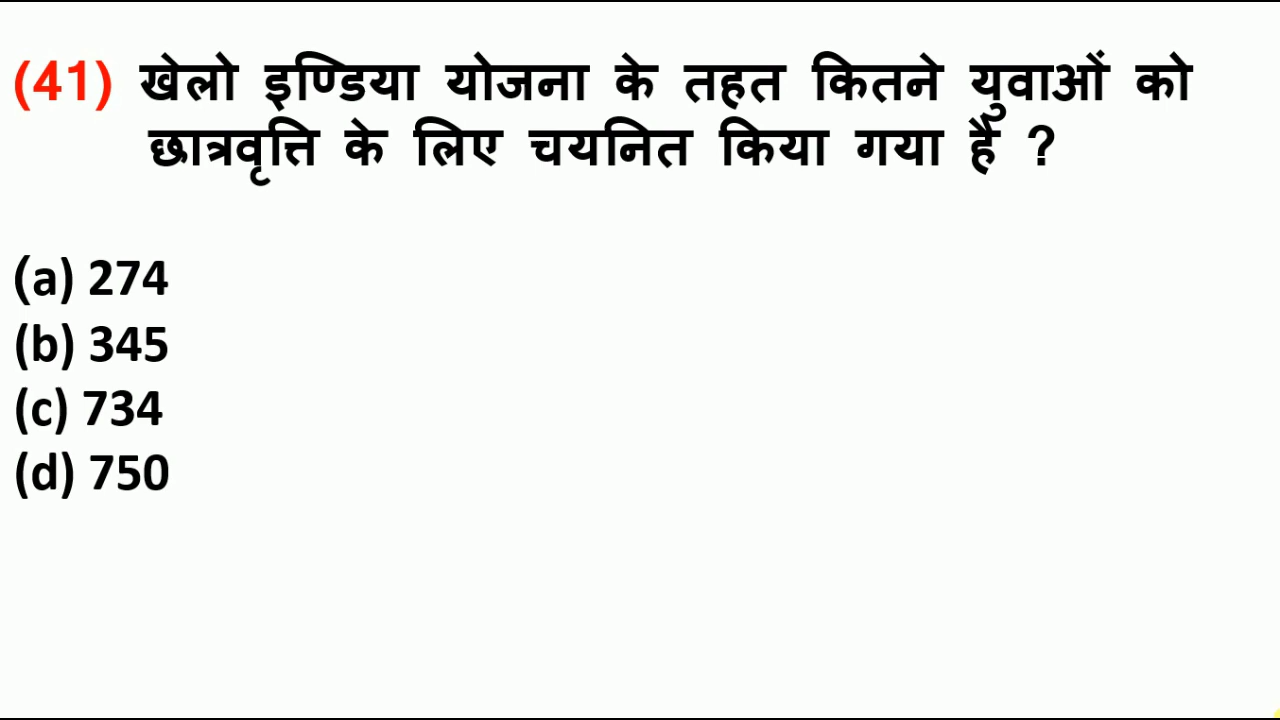 (41) खेलो इण्डिया योजना के तहत कितने युवाओं को
छात्रवृत्ति के लिए चयनित किया गया हैं ?
(a) 274
(b) 345
(c) 734
(d) 750